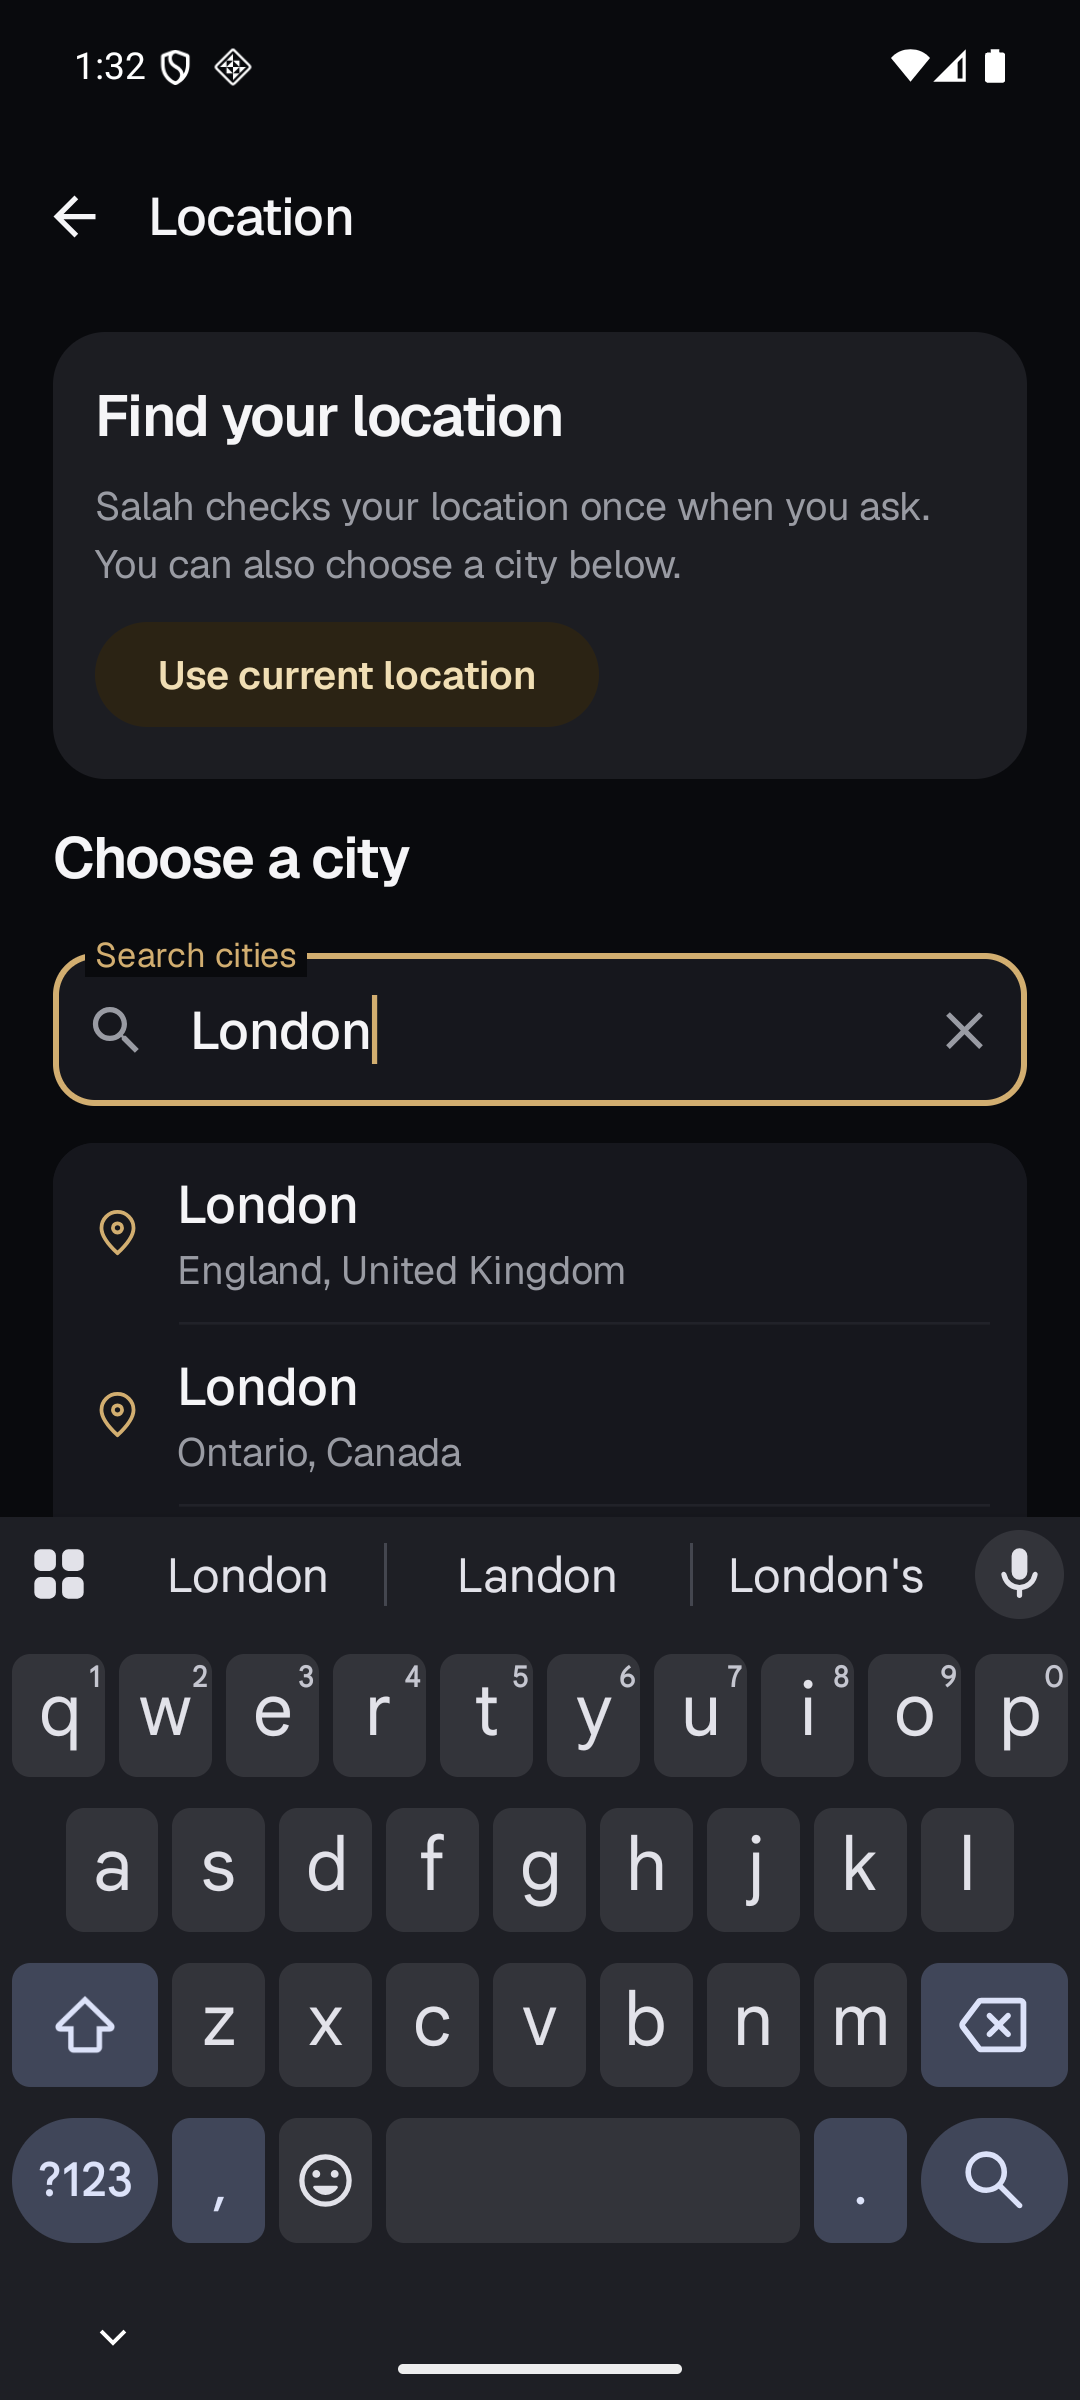 1:32
Location
Find your location
Salah checks your location once when you ask.
You can also choose a city below.
Use current location
Choose a city
Search cities
London
London
England, United Kingdom
London
Ontario, Canada
London Landon London's
q1 w2 e3 r4 t5 y6 u7 i8 o9 p0
a s d f g h j k l
z x c v b n m
?123 , .